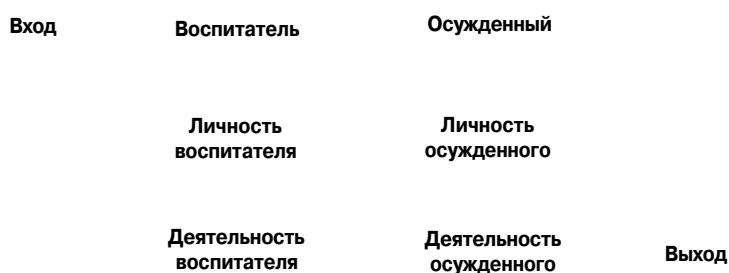 Вход
Воспитатель
Осужденный
Личность
воспитателя
Личность
осужденного
Деятельность
воспитателя
Деятельность
осужденного
Выход